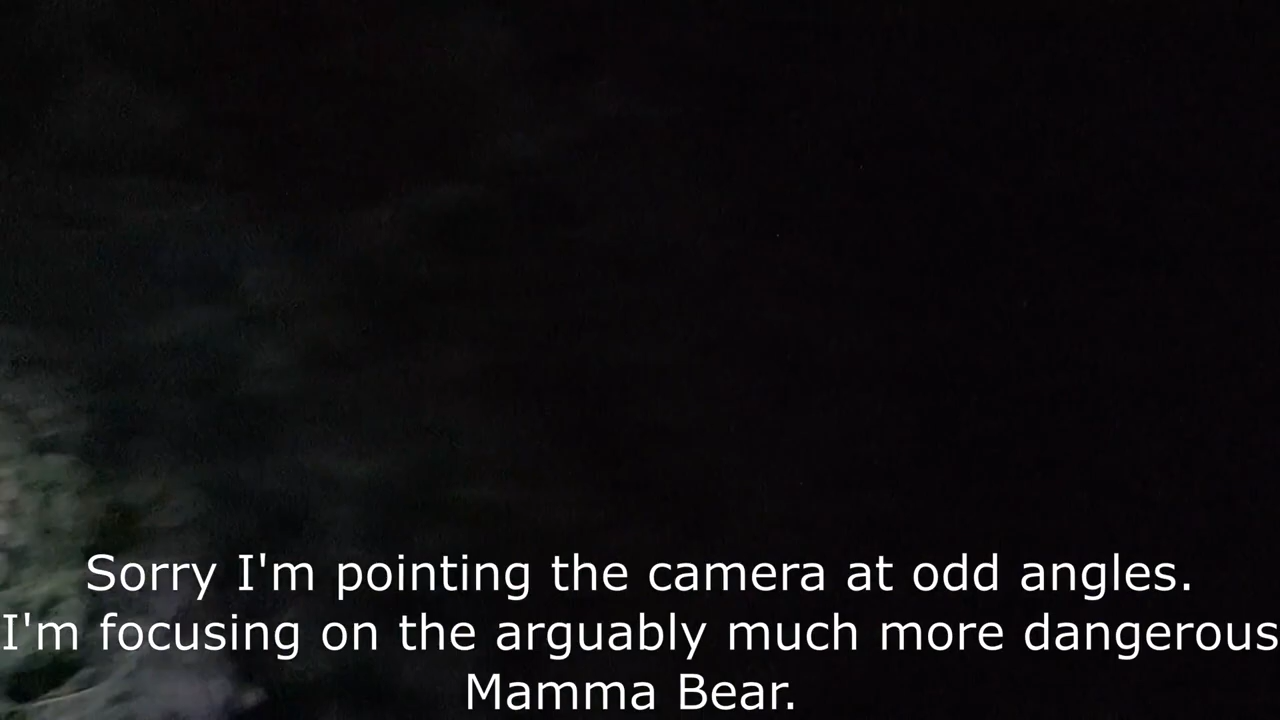 Sorry I'm pointing the camera at odd angles.
I'm focusing on the arguably much more dangerous
Mamma Bear.